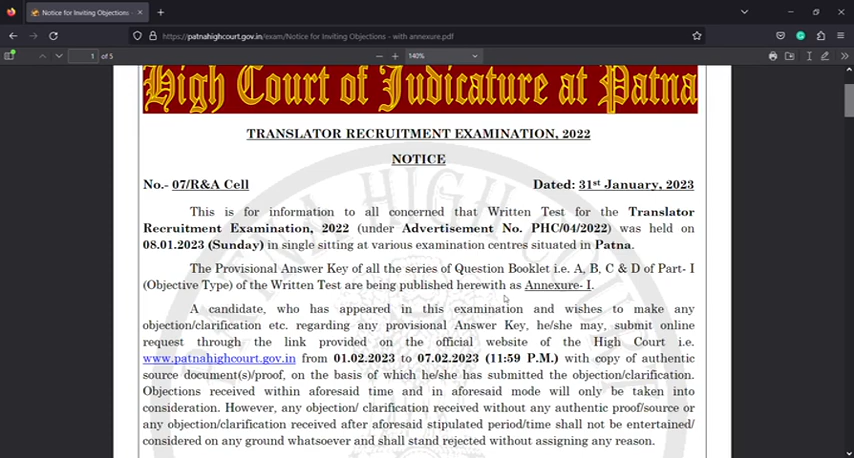 Notice for Inviting Objections -
https://patnahighcourt.gov.in/exam/Notice for Inviting Objections - with annexure.pdf
1 of 5
140%
High Court of Judicature at Patna
TRANSLATOR RECRUITMENT EXAMINATION, 2022
NOTICE
No.- 07/R&A Cell Dated: 31st January, 2023
This is for information to all concerned that Written Test for the Translator
Recruitment Examination, 2022 (under Advertisement No. PHC/04/2022) was held on
08.01.2023 (Sunday) in single sitting at various examination centres situated in Patna.
The Provisional Answer Key of all the series of Question Booklet i.e. A, B, C & D of Part- I
(Objective Type) of the Written Test are being published herewith as Annexure- I.
A candidate, who has appeared in this examination and wishes to make any
objection/clarification etc. regarding any provisional Answer Key, he/she may, submit online
request through the link provided on the official website of the High Court i.e.
www.patnahighcourt.gov.in from 01.02.2023 to 07.02.2023 (11:59 P.M.) with copy of authentic
source document(s)/proof, on the basis of which he/she has submitted the objection/clarification.
Objections received within aforesaid time and in aforesaid mode will only be taken into
consideration. However, any objection/ clarification received without any authentic proof/source or
any objection/clarification received after aforesaid stipulated period/time shall not be entertained/
considered on any ground whatsoever and shall stand rejected without assigning any reason.
PATNA HIGH COURT